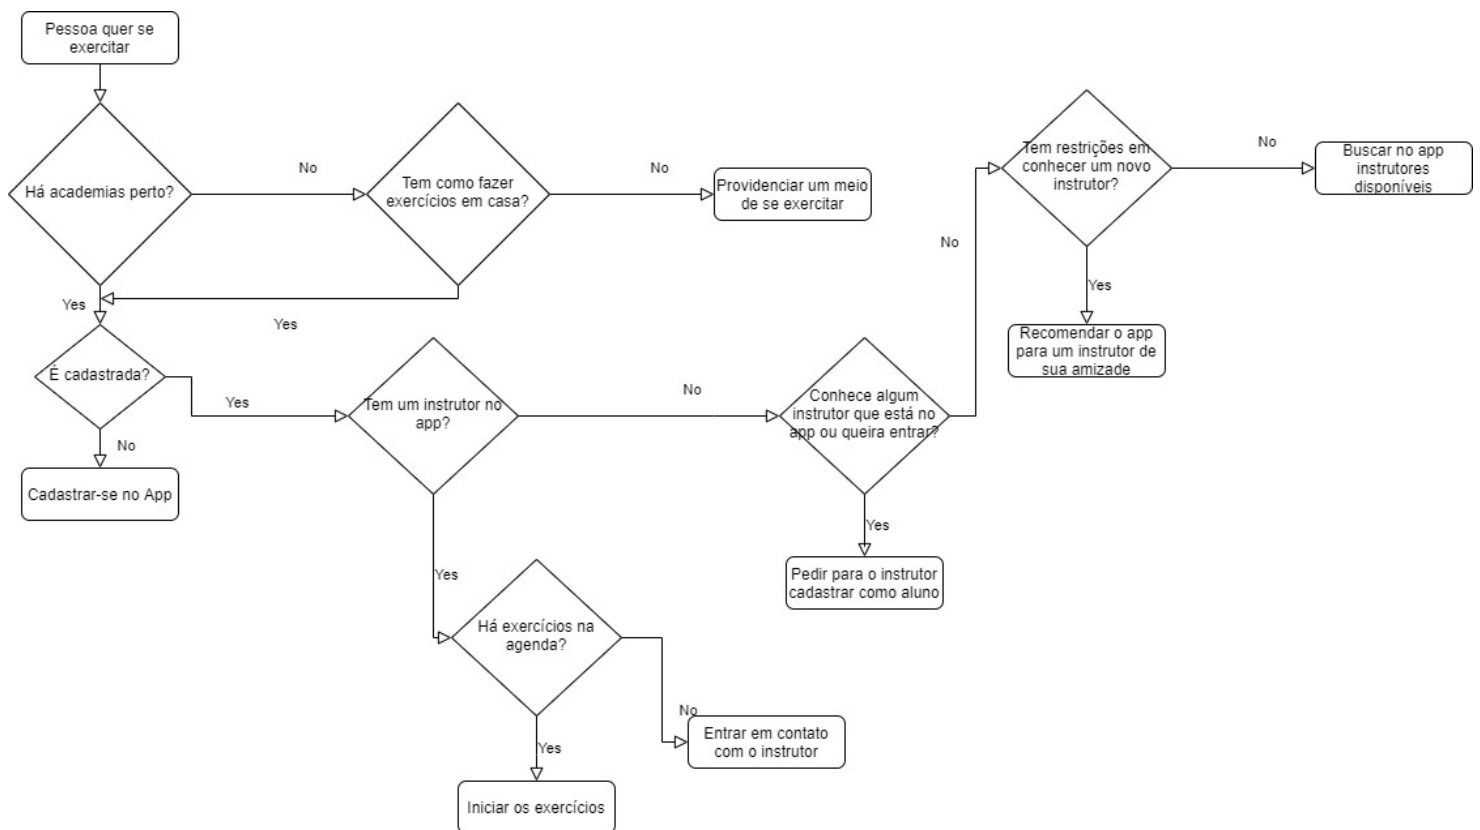 Pessoa quer se
exercitar
Há academias perto?
No
Tem como fazer
exercícios em casa?
No
Providenciar um meio
de se exercitar
Tem restrições em
conhecer um novo
instrutor?
No
Buscar no app
instrutores
disponíveis
No
Yes
Recomendar o app
para um instrutor de
sua amizade
Yes
Yes
É cadastrada?
Yes
No
Cadastrar-se no App
Tem um instrutor no
app?
No
Conhece algum
instrutor que está no
app ou queira entrar?
Yes
Pedir para o instrutor
cadastrar como aluno
Yes
Há exercícios na
agenda?
No
Entrar em contato
com o instrutor
Yes
Iniciar os exercícios